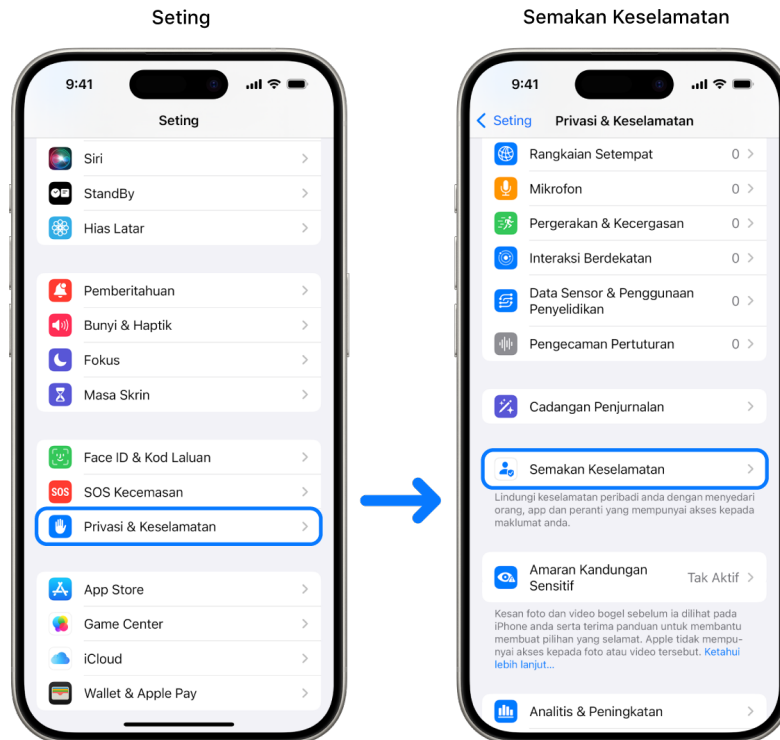 Seting
9:41
Seting
Siri
StandBy
Hias Latar
Pemberitahuan
Bunyi & Haptik
Fokus
Masa Skrin
Face ID & Kod Laluan
SOS
SOS Kecemasan
Privasi & Keselamatan
App Store
Game Center
iCloud
Wallet & Apple Pay
Semakan Keselamatan
9:41
Seting
Privasi & Keselamatan
Rangkaian Setempat 0
Mikrofon 0
Pergerakan & Kecergasan 0
Interaksi Berdekatan 0
Data Sensor & Penggunaan
Penyelidikan 0
Pengecaman Pertuturan 0
Cadangan Penjurnalan
Semakan Keselamatan
Lindungi keselamatan peribadi anda dengan menyedari
orang, app dan peranti yang mempunyai akses kepada
maklumat anda.
Amaran Kandungan
Sensitif Tak Aktif
Kesan foto dan video bogel sebelum ia dilihat pada
iPhone anda serta terima panduan untuk membantu
membuat pilihan yang selamat. Apple tidak mempu-
nyai akses kepada foto atau video tersebut. Ketahui
lebih lanjut...
Analitis & Peningkatan